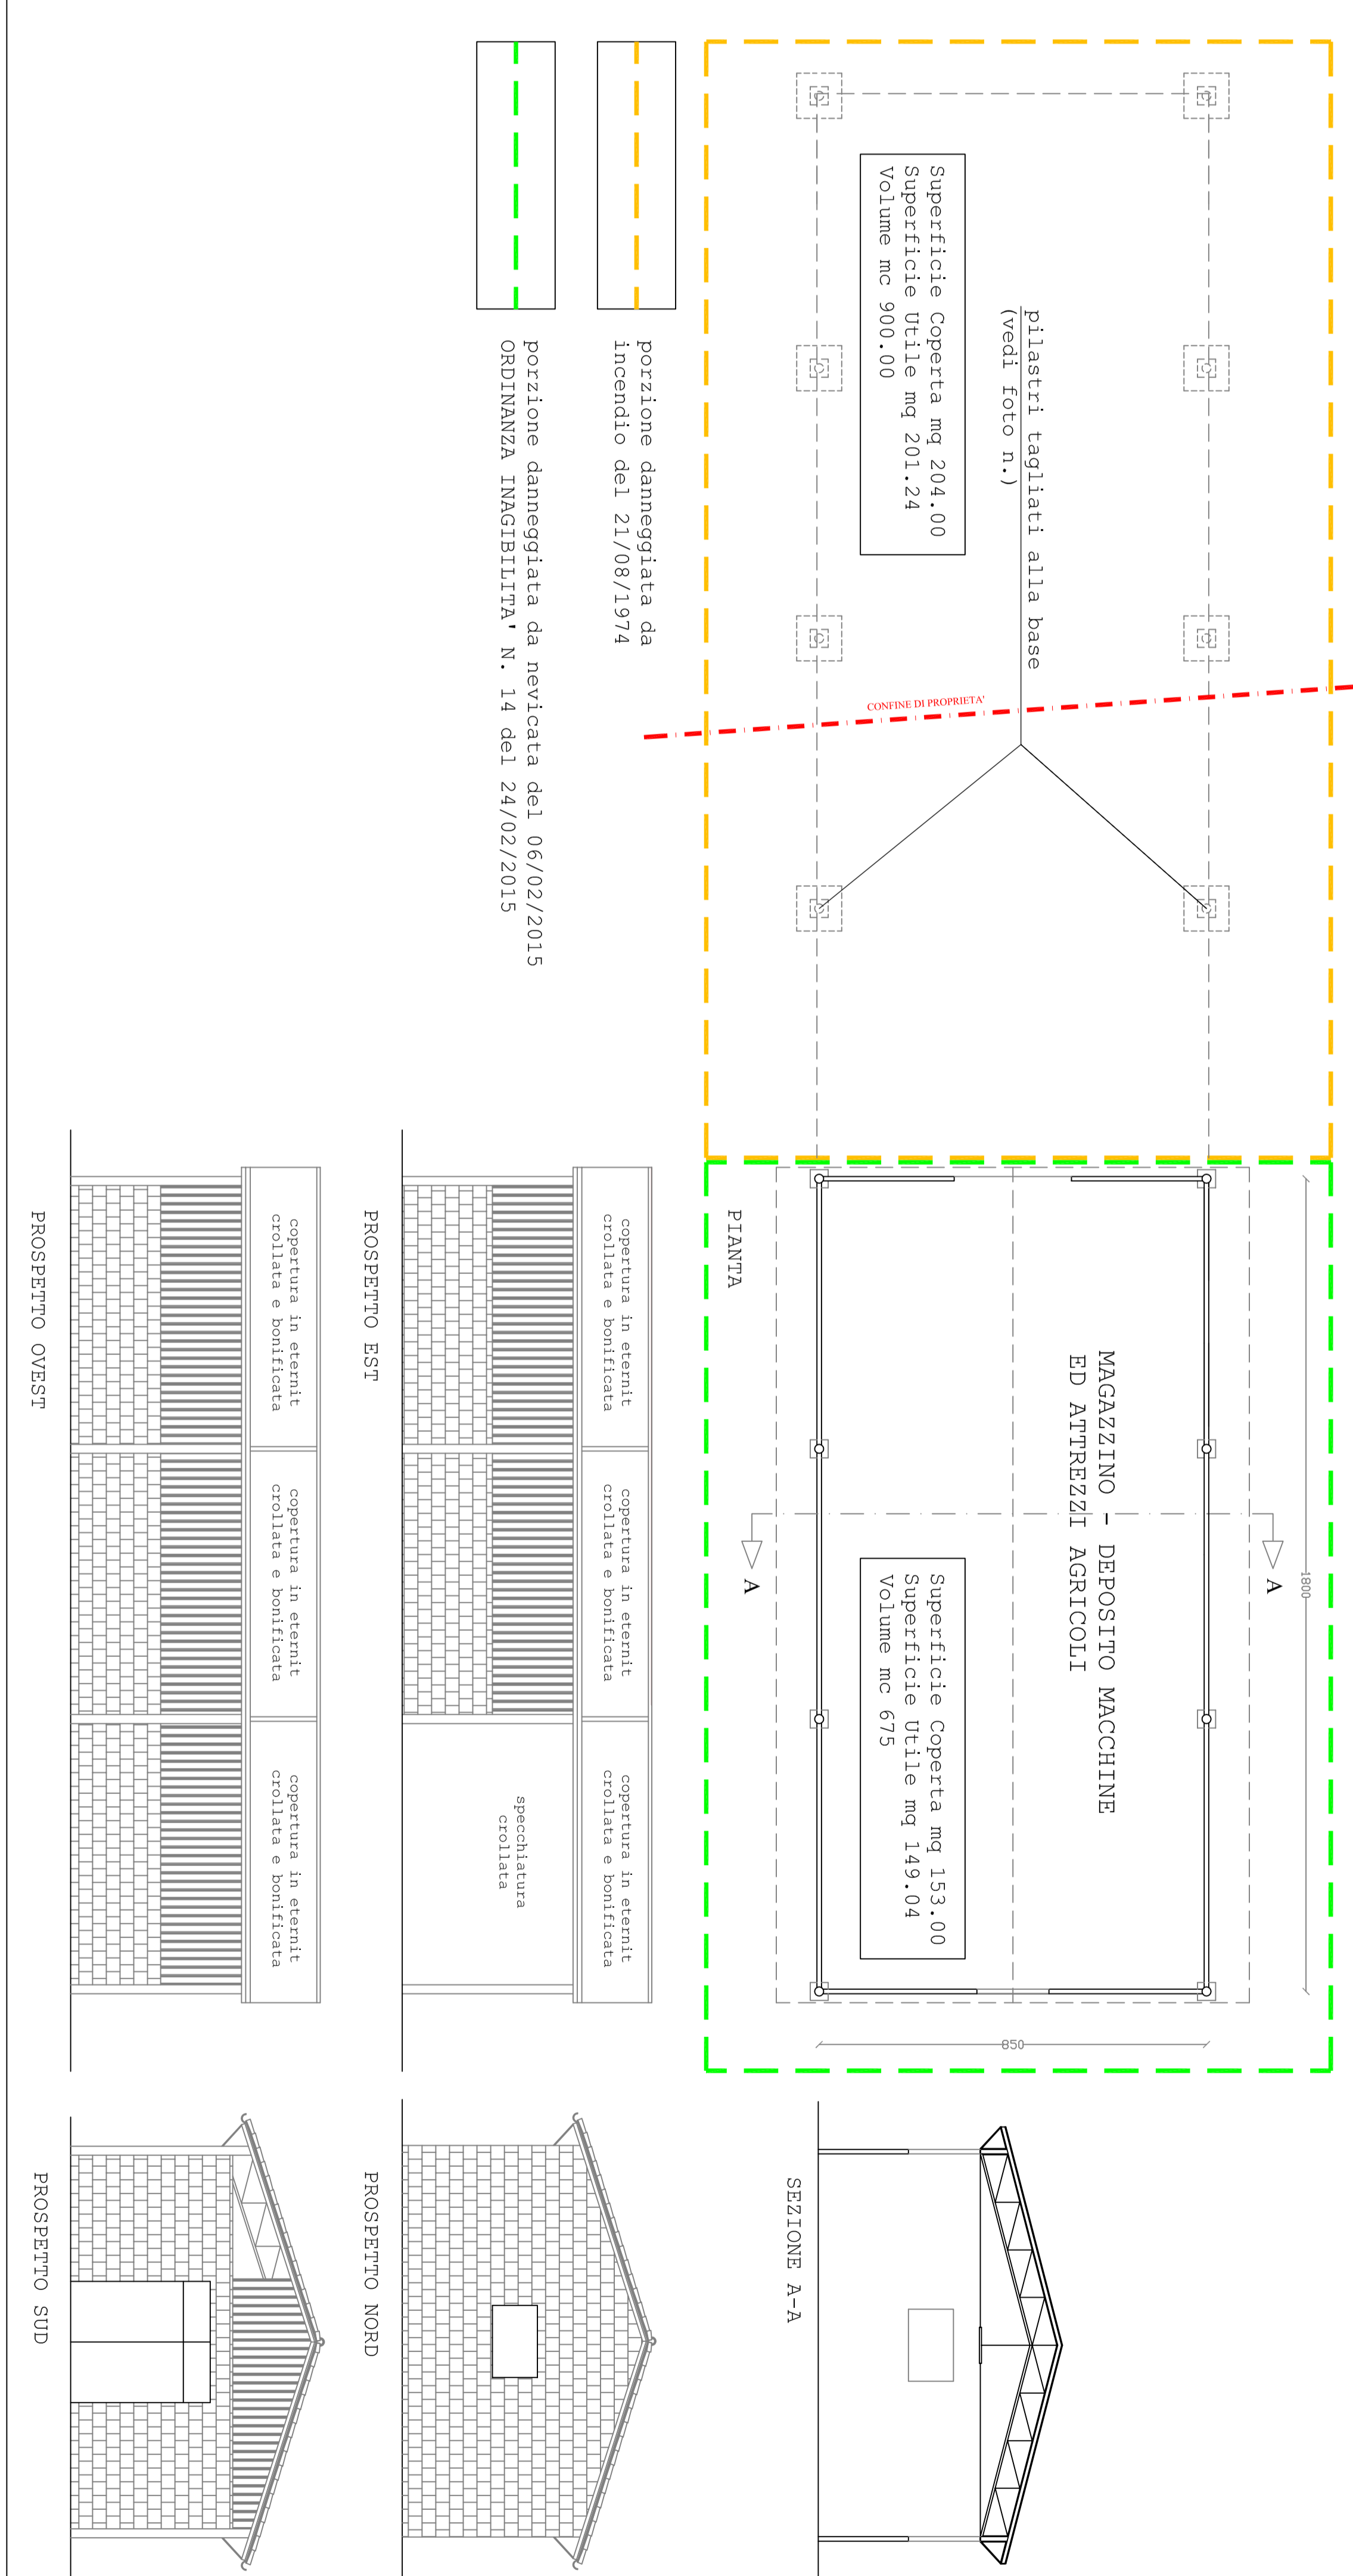 pilastri tagliati alla base
(vedi foto n.)
Superficie Coperta mq 204.00
Superficie Utile mq 201.24
Volume mc 900.00
CONFINE DI PROPRIETA'
1800
A
MAGAZZINO - DEPOSITO MACCHINE
ED ATTREZZI AGRICOLI
Superficie Coperta mq 153.00
Superficie Utile mq 149.04
Volume mc 675
850
A
PIANTA
SEZIONE A-A
porzione danneggiata da
incendio del 21/08/1974
porzione danneggiata da nevicata del 06/02/2015
ORDINANZA INAGIBILITA' N. 14 del 24/02/2015
copertura in eternit
crollata e bonificata
copertura in eternit
crollata e bonificata
copertura in eternit
crollata e bonificata
specchiatura
crollata
PROSPETTO EST
PROSPETTO NORD
copertura in eternit
crollata e bonificata
copertura in eternit
crollata e bonificata
copertura in eternit
crollata e bonificata
PROSPETTO OVEST
PROSPETTO SUD